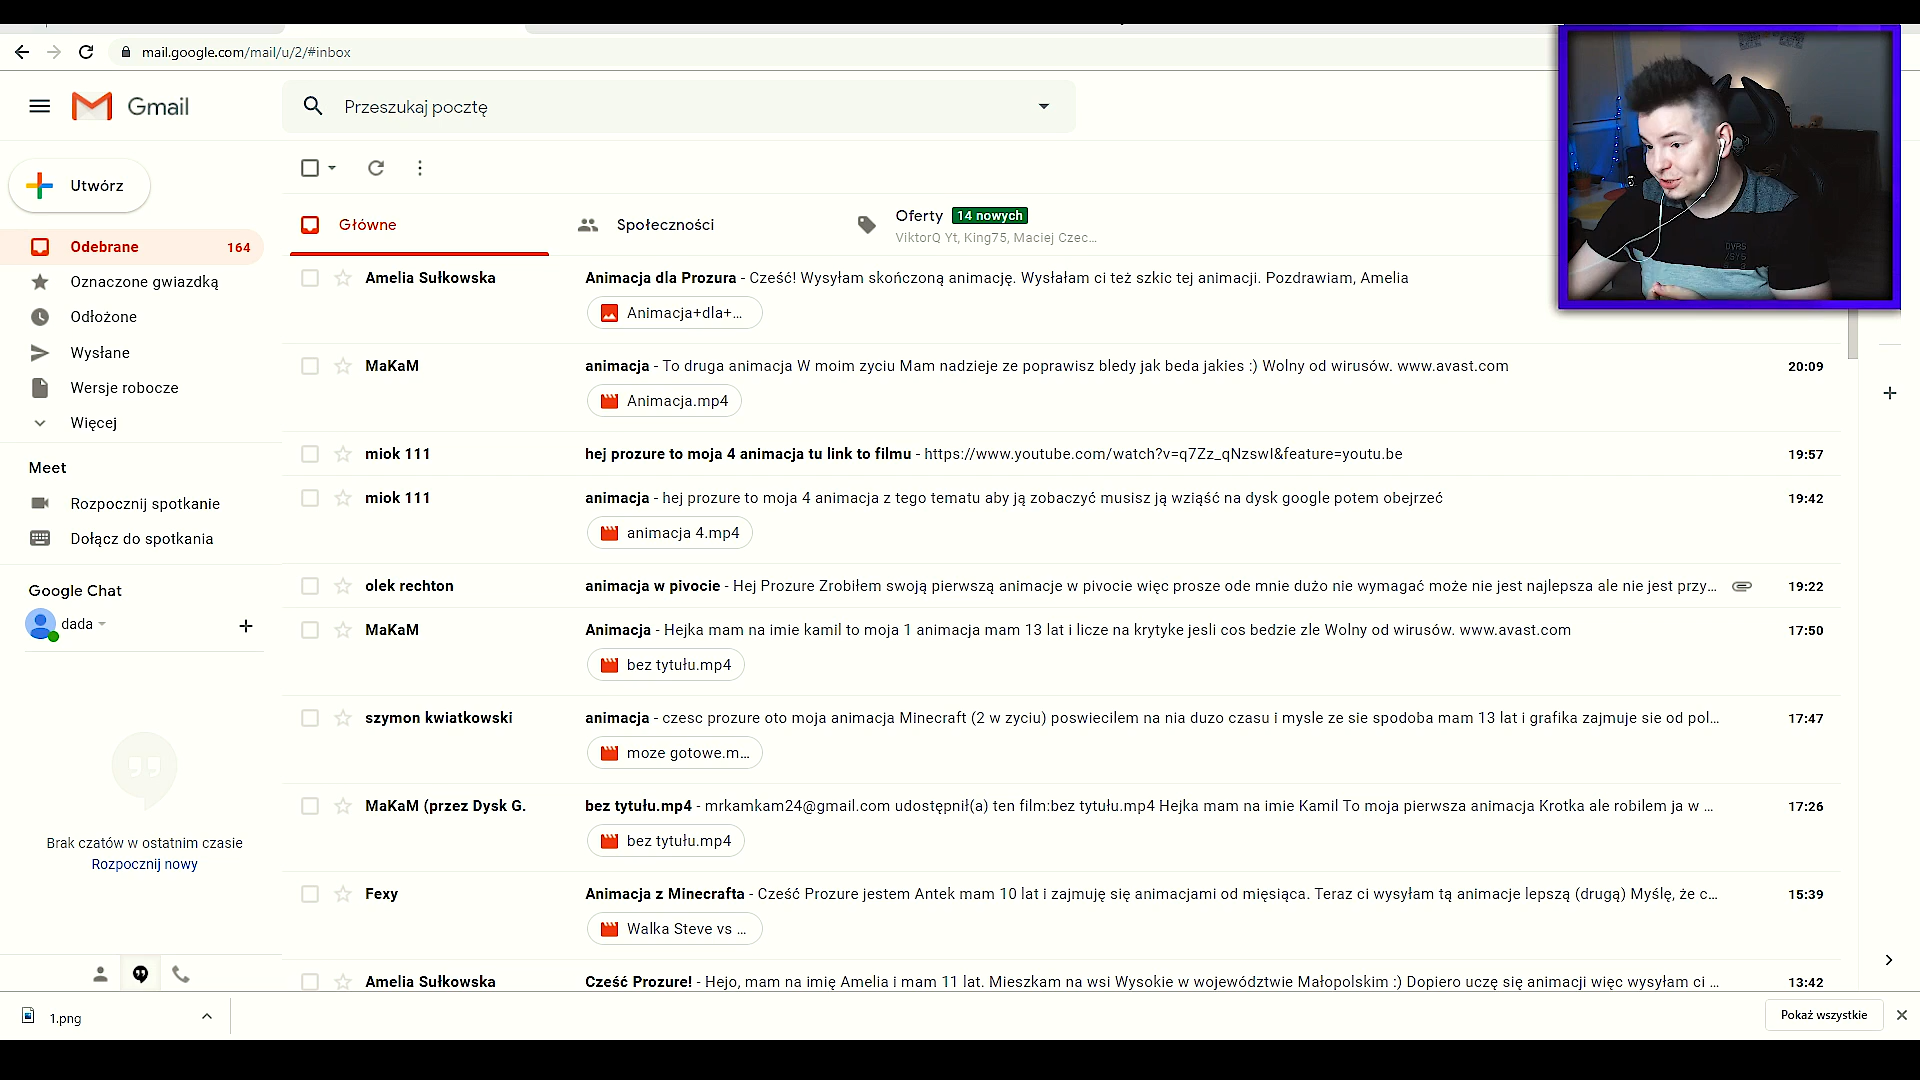 mail.google.com/mail/u/2/#inbox
Gmail
Przeszukaj pocztę
Utwórz
Główne
Społeczności
Oferty 14 nowych
ViktorQ Yt, King75, Maciej Czec...
Odebrane 164
Oznaczone gwiazdką
Odłożone
Wysłane
Wersje robocze
Więcej
Meet
Rozpocznij spotkanie
Dołącz do spotkania
Google Chat
dada
Brak czatów w ostatnim czasie
Rozpocznij nowy
Amelia Sułkowska Animacja dla Prozura - Cześć! Wysyłam skończoną animację. Wysłałam ci też szkic tej animacji. Pozdrawiam, Amelia
Animacja+dla+...
MaKaM animacja - To druga animacja W moim zyciu Mam nadzieje ze poprawisz bledy jak beda jakies :) Wolny od wirusów. www.avast.com 20:09
Animacja.mp4
miok 111 hej prozure to moja 4 animacja tu link to filmu - https://www.youtube.com/watch?v=q7Zz_qNzswI&feature=youtu.be 19:57
miok 111 animacja - hej prozure to moja 4 animacja z tego tematu aby ją zobaczyć musisz ją wziąść na dysk google potem obejrzeć 19:42
animacja 4.mp4
olek rechton animacja w pivocie - Hej Prozure Zrobiłem swoją pierwszą animacje w pivocie więc prosze ode mnie dużo nie wymagać może nie jest najlepsza ale nie jest przy... 19:22
MaKaM Animacja - Hejka mam na imie kamil to moja 1 animacja mam 13 lat i licze na krytyke jesli cos bedzie zle Wolny od wirusów. www.avast.com 17:50
bez tytułu.mp4
szymon kwiatkowski animacja - czesc prozure oto moja animacja Minecraft (2 w zyciu) poswiecilem na nia duzo czasu i mysle ze sie spodoba mam 13 lat i grafika zajmuje sie od pol... 17:47
moze gotowe.m...
MaKaM (przez Dysk G. bez tytułu.mp4 - mrkamkam24@gmail.com udostępnił(a) ten film:bez tytułu.mp4 Hejka mam na imie Kamil To moja pierwsza animacja Krotka ale robilem ja w ... 17:26
bez tytułu.mp4
Fexy Animacja z Minecrafta - Cześć Prozure jestem Antek mam 10 lat i zajmuję się animacjami od miesiąca. Teraz ci wysyłam tą animacje lepszą (drugą) Myślę, że c... 15:39
Walka Steve vs ...
Amelia Sułkowska Cześć Prozure! - Hejo, mam na imię Amelia i mam 11 lat. Mieszkam na wsi Wysokie w województwie Małopolskim :) Dopiero uczę się animacji więc wysyłam ci ... 13:42
1.png
Pokaż wszystkie